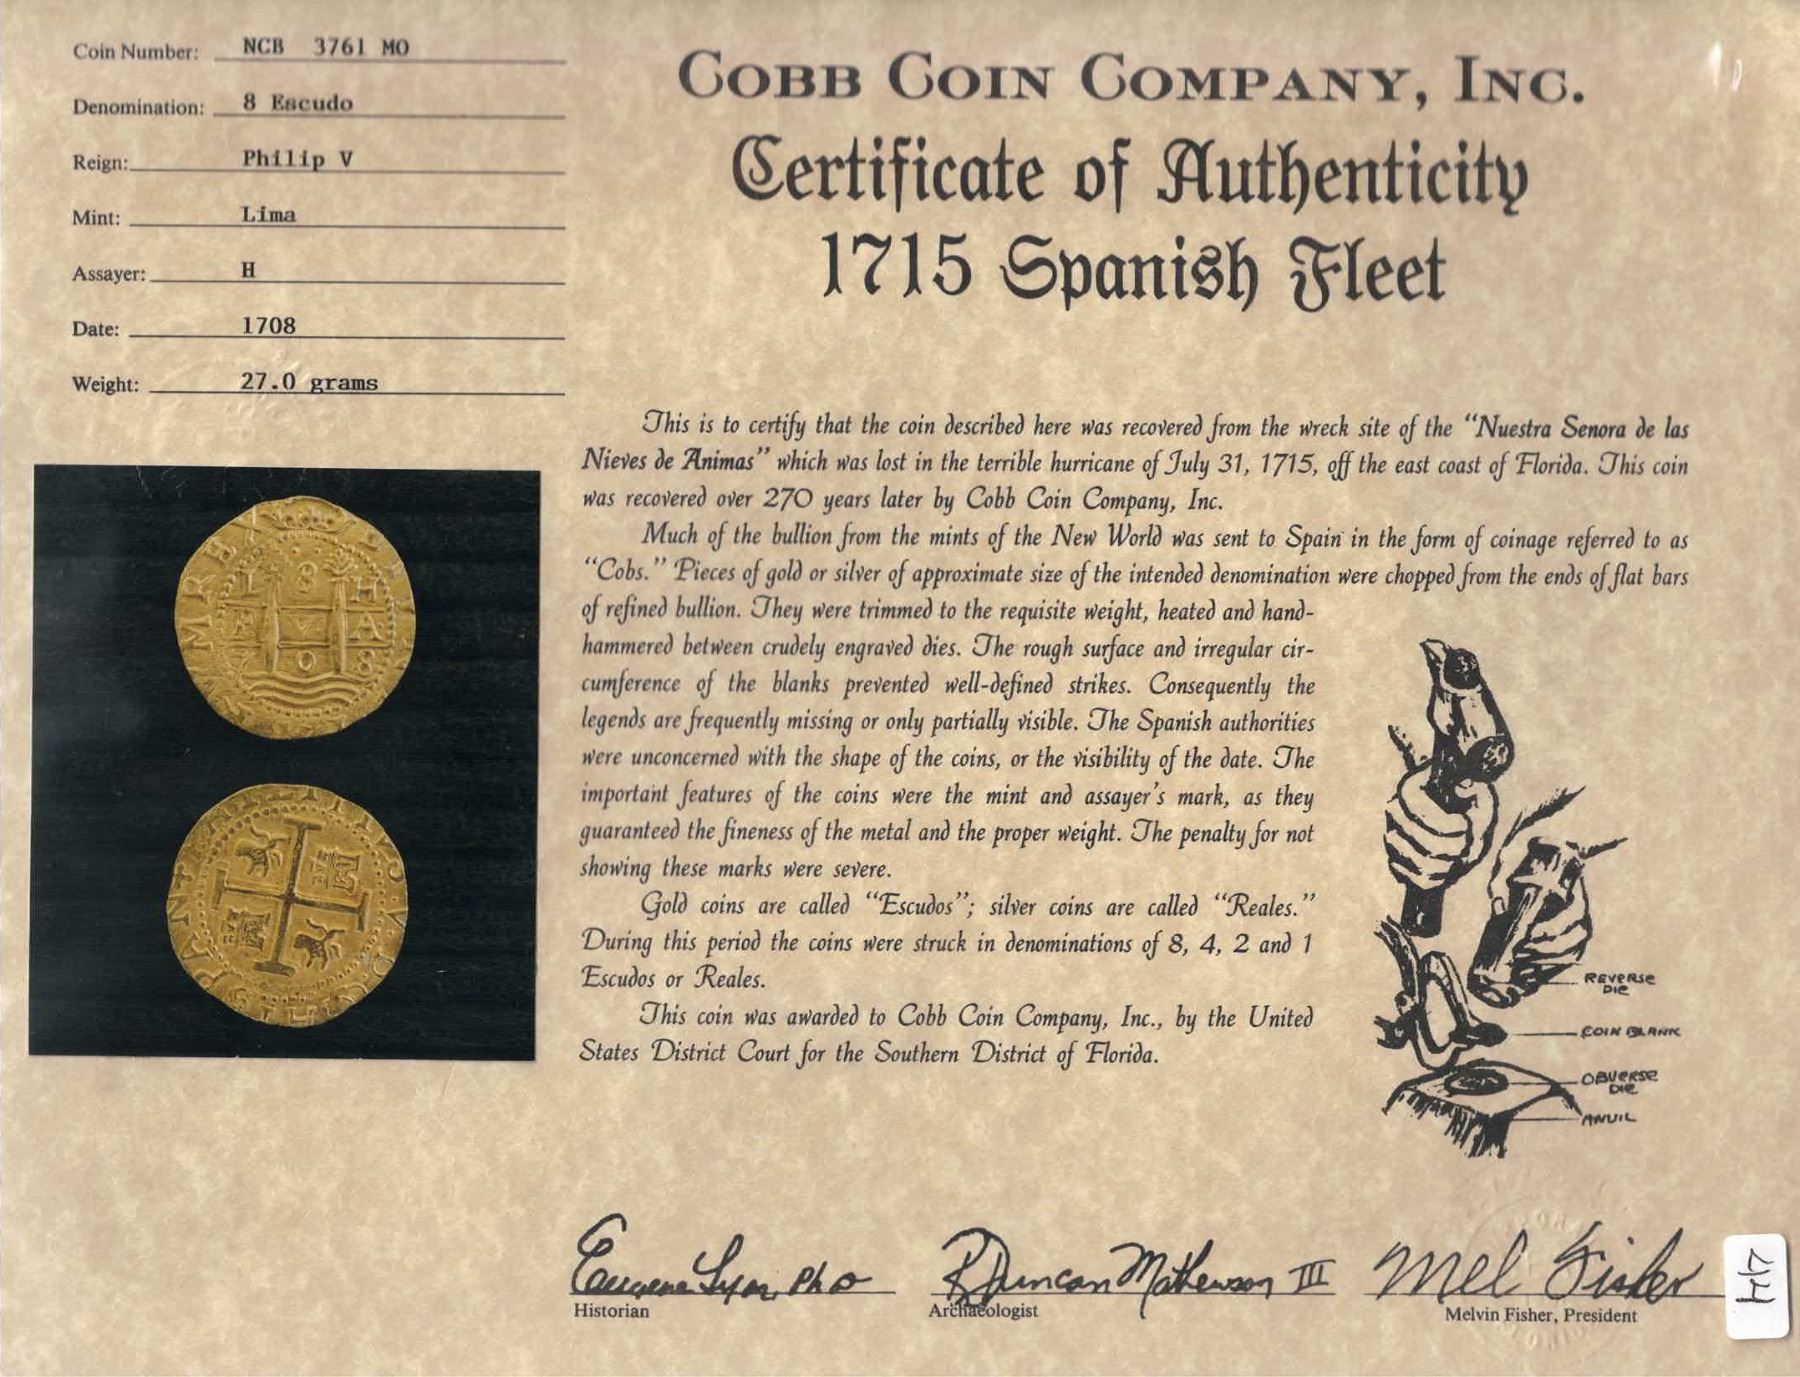 Coin Number: NCB 3761 MO
Denomination: 8 Escudo
Reign: Philip V
Mint: Lima
Assayer: H
Date: 1708
Weight: 27.0 grams
COBB COIN COMPANY, INC.
Certificate of Authenticity
1715 Spanish Fleet
This is to certify that the coin described here was recovered from the wreck site of the “Nuestra Senora de las
Nieves de Animas” which was lost in the terrible hurricane of July 31, 1715, off the east coast of Florida. This coin
was recovered over 270 years later by Cobb Coin Company, Inc.
Much of the bullion from the mints of the New World was sent to Spain in the form of coinage referred to as
“Cobs.” Pieces of gold or silver of approximate size of the intended denomination were chopped from the ends of flat bars
of refined bullion. They were trimmed to the requisite weight, heated and hand-
hammered between crudely engraved dies. The rough surface and irregular cir-
cumference of the blanks prevented well-defined strikes. Consequently the
legends are frequently missing or only partially visible. The Spanish authorities
were unconcerned with the shape of the coins, or the visibility of the date. The
important features of the coins were the mint and assayer's mark, as they
guaranteed the fineness of the metal and the proper weight. The penalty for not
showing these marks were severe.
Gold coins are called “Escudos”; silver coins are called “Reales.”
During this period the coins were struck in denominations of 8, 4, 2 and 1
Escudos or Reales.
This coin was awarded to Cobb Coin Company, Inc., by the United
States District Court for the Southern District of Florida.
REVERSE
DIE
COIN BLANK
OBVERSE
DIE
ANVIL
L 8 H
V A
0 8
Eugene Lyon, PhD
Historian
R Duncan Mathewson III
Archaeologist
Mel Fisher
Melvin Fisher, President